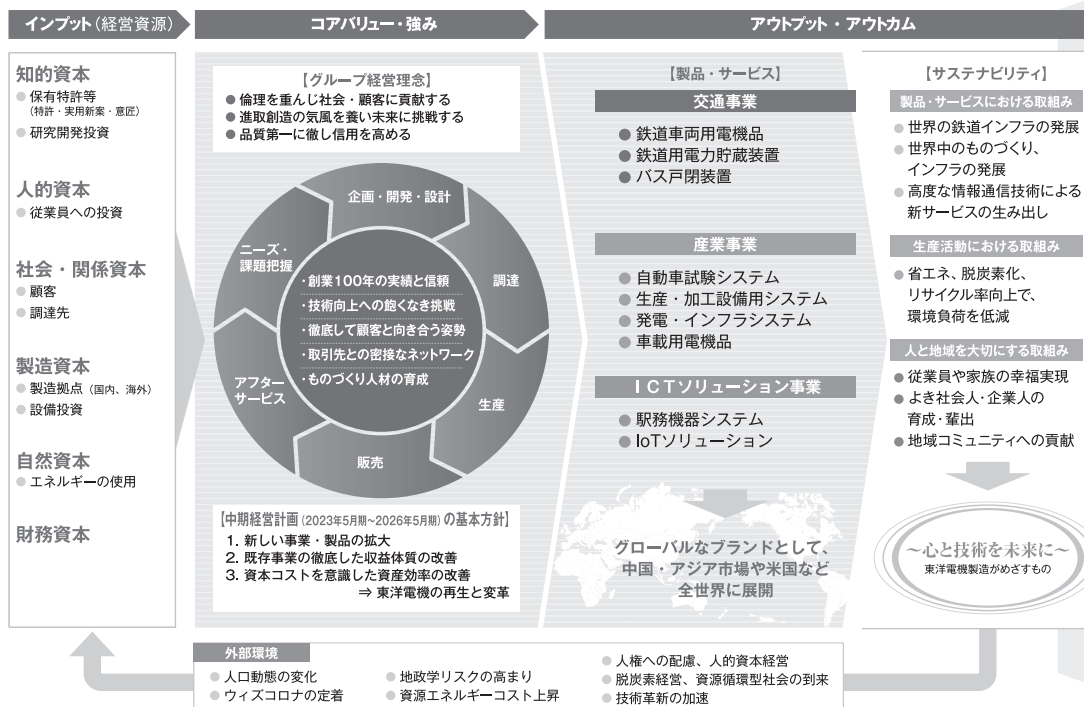 インプット（経営資源）
コアバリュー・強み
アウトプット・アウトカム
知的資本
● 保有特許等
（特許・実用新案・意匠）
● 研究開発投資
人的資本
● 従業員への投資
社会・関係資本
● 顧客
● 調達先
製造資本
● 製造拠点（国内、海外）
● 設備投資
自然資本
● エネルギーの使用
財務資本
【グループ経営理念】
● 倫理を重んじ社会・顧客に貢献する
● 進取創造の気風を養い未来に挑戦する
● 品質第一に徹し信用を高める
企画・開発・設計
調達
生産
販売
アフター
サービス
ニーズ・
課題把握
・創業100年の実績と信頼
・技術向上への飽くなき挑戦
・徹底して顧客と向き合う姿勢
・取引先との密接なネットワーク
・ものづくり人材の育成
【中期経営計画（2023年5月期～2026年5月期）の基本方針】
1. 新しい事業・製品の拡大
2. 既存事業の徹底した収益体質の改善
3. 資本コストを意識した資産効率の改善
⇒ 東洋電機の再生と変革
【製品・サービス】
交通事業
● 鉄道車両用電機品
● 鉄道用電力貯蔵装置
● バス戸閉装置
産業事業
● 自動車試験システム
● 生産・加工設備用システム
● 発電・インフラシステム
● 車載用電機品
ICTソリューション事業
● 駅務機器システム
● IoTソリューション
グローバルなブランドとして、
中国・アジア市場や米国など
全世界に展開
【サステナビリティ】
製品・サービスにおける取組み
● 世界の鉄道インフラの発展
● 世界中のものづくり、
インフラの発展
● 高度な情報通信技術による
新サービスの生み出し
生産活動における取組み
● 省エネ、脱炭素化、
リサイクル率向上で、
環境負荷を低減
人と地域を大切にする取組み
● 従業員や家族の幸福実現
● よき社会人・企業人の
育成・輩出
● 地域コミュニティへの貢献
～心と技術を未来に～
東洋電機製造がめざすもの
外部環境
● 人口動態の変化
● ウィズコロナの定着
● 地政学リスクの高まり
● 資源エネルギーコスト上昇
● 人権への配慮、人的資本経営
● 脱炭素経営、資源循環型社会の到来
● 技術革新の加速